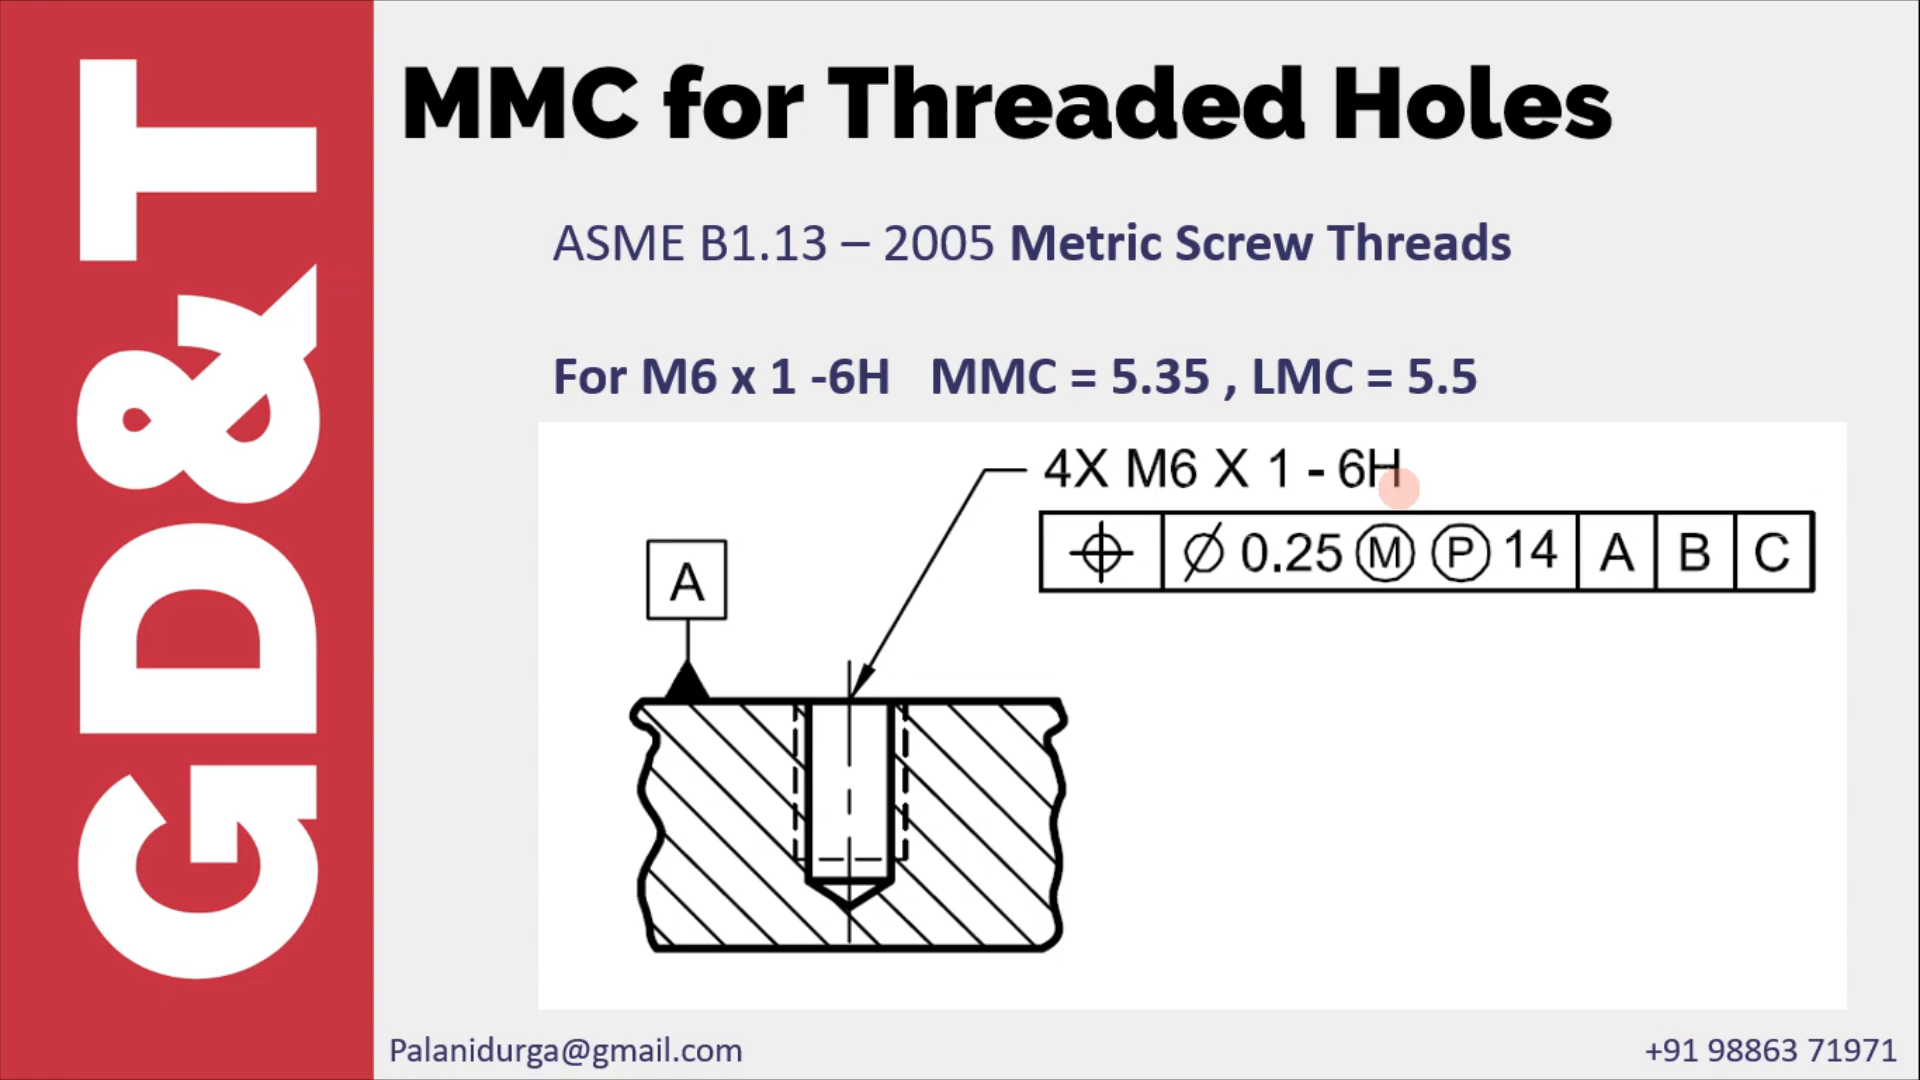 GD&T
MMC for Threaded Holes
ASME B1.13 – 2005 Metric Screw Threads
For M6 x 1 -6H MMC = 5.35 , LMC = 5.5
4X M6 X 1 - 6H
⌖ ⌀ 0.25 Ⓜ Ⓟ 14 A B C
A
Palanidurga@gmail.com
+91 98863 71971